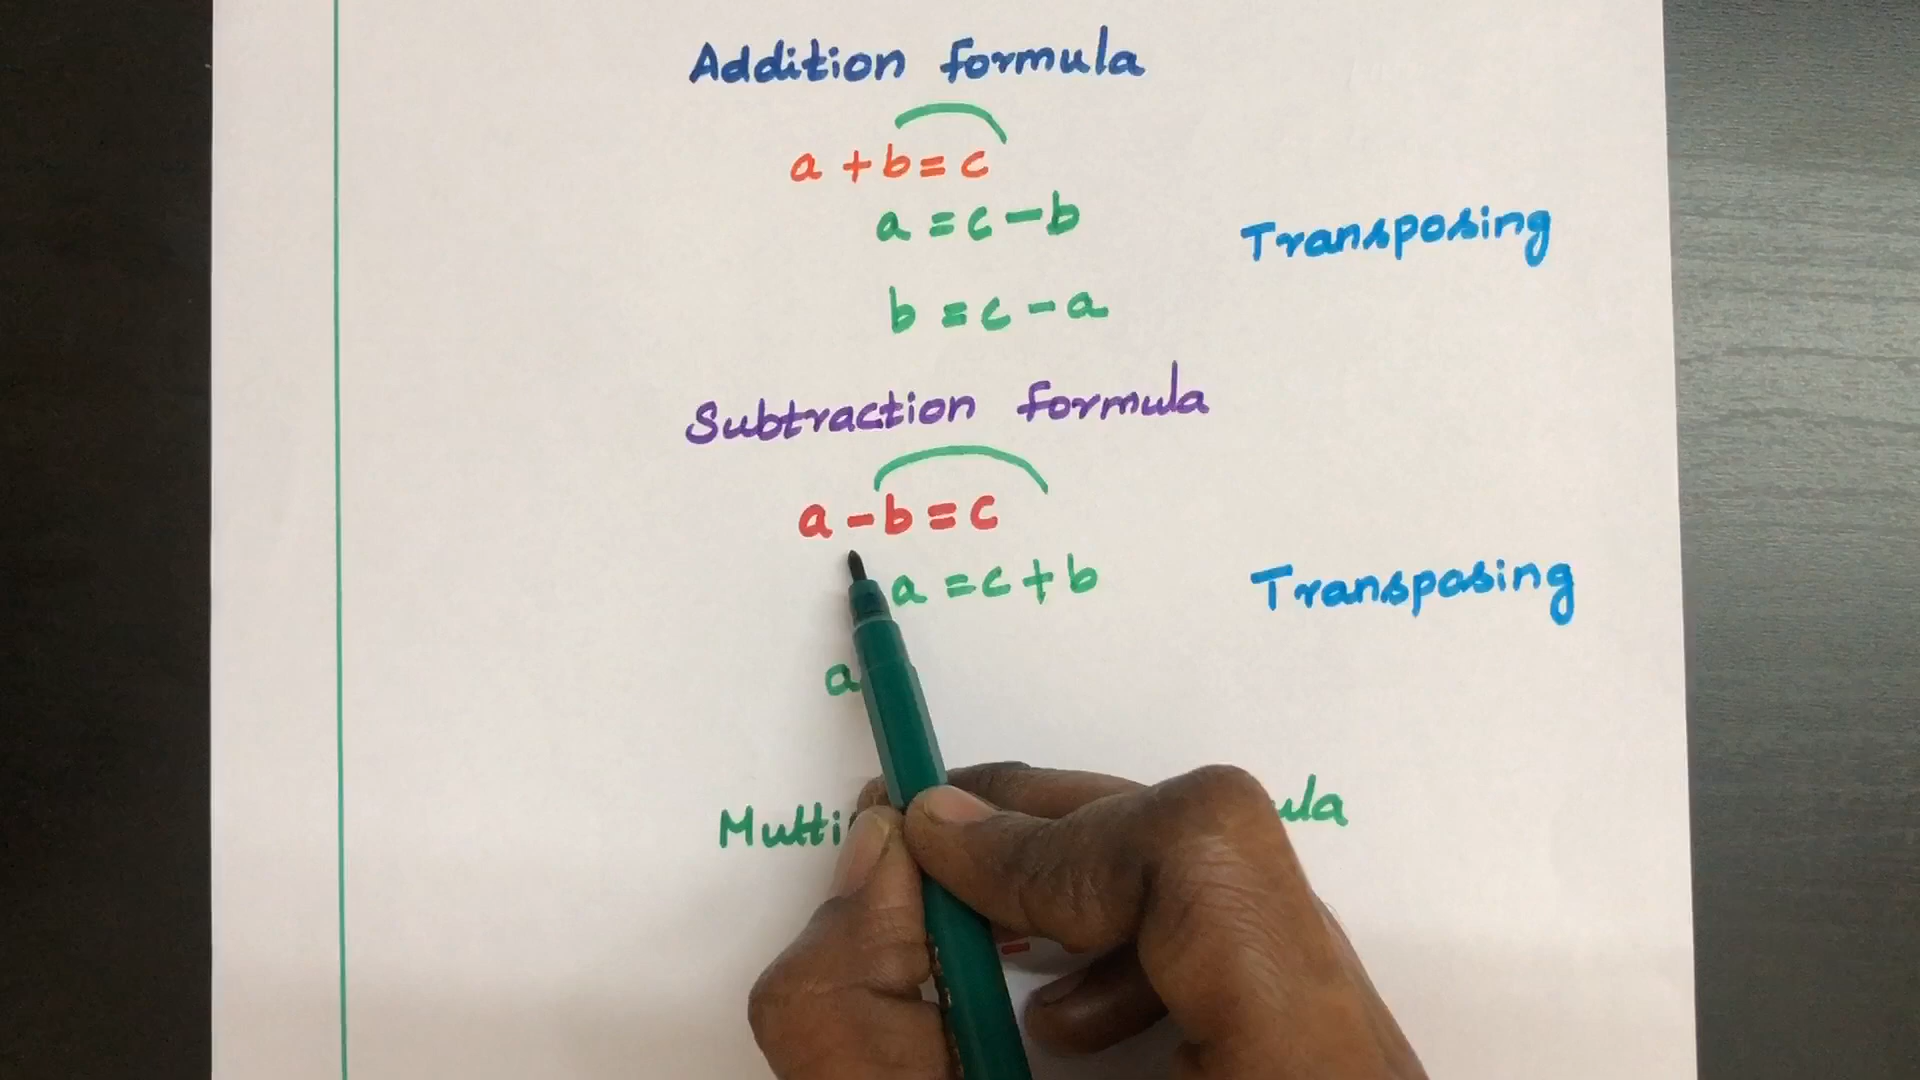 Addition formula
a + b = c
a = c - b
Transposing
b = c - a
Subtraction formula
a - b = c
a = c + b
Transposing
a